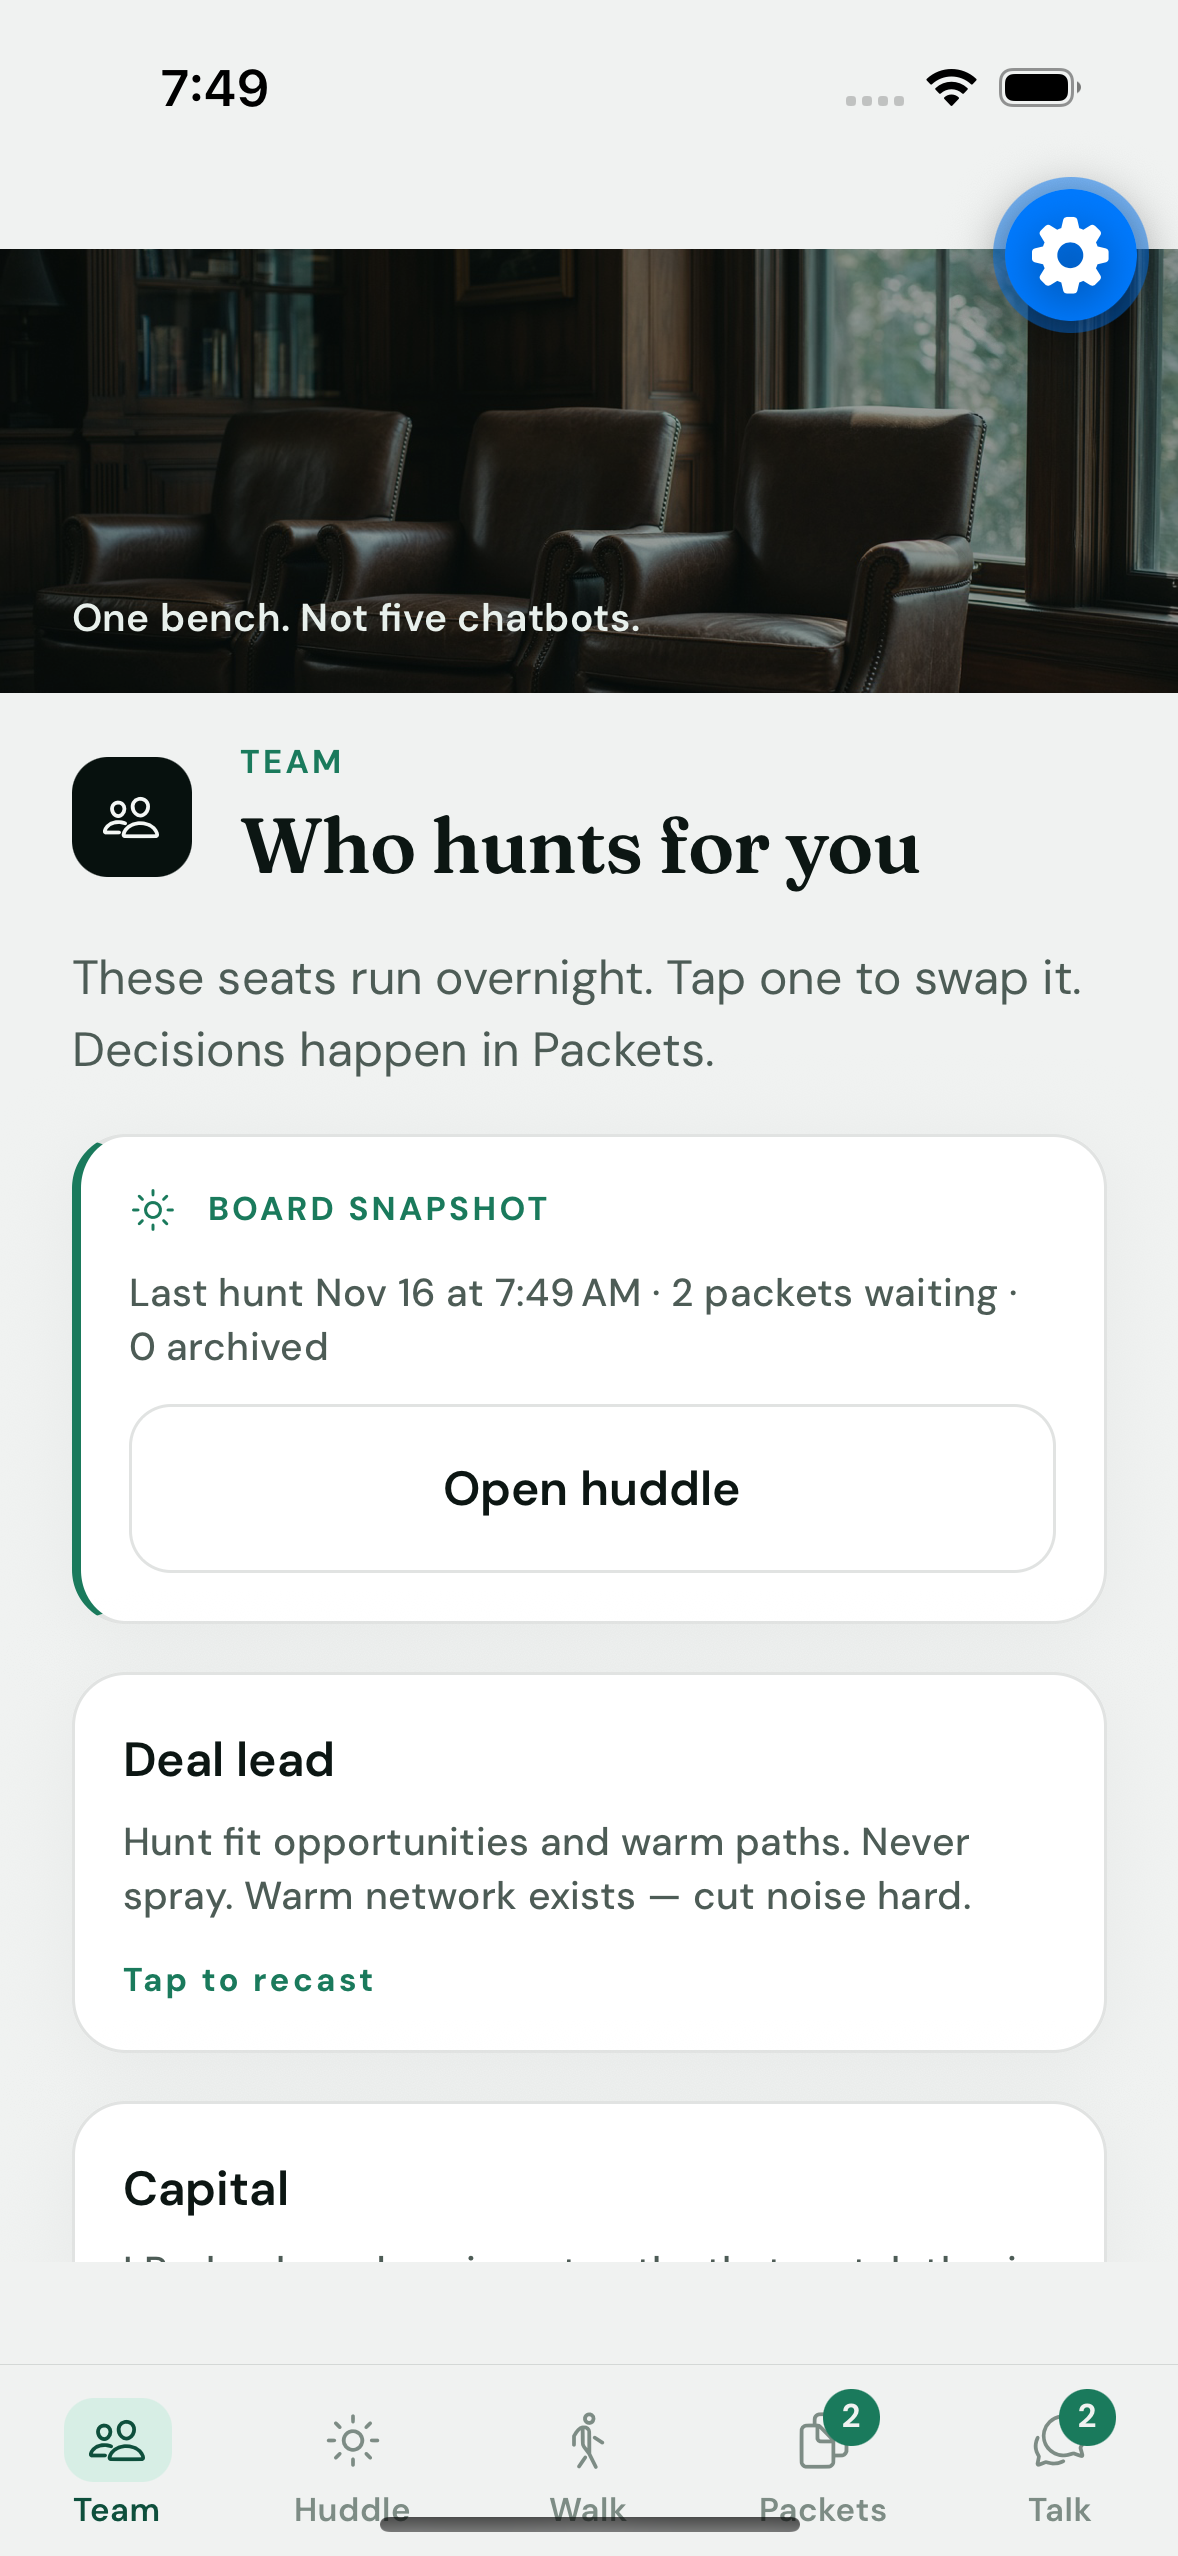 7:49
One bench. Not five chatbots.
TEAM
Who hunts for you
These seats run overnight. Tap one to swap it.
Decisions happen in Packets.
BOARD SNAPSHOT
Last hunt Nov 16 at 7:49 AM · 2 packets waiting ·
0 archived
Open huddle
Deal lead
Hunt fit opportunities and warm paths. Never
spray. Warm network exists — cut noise hard.
Tap to recast
Capital
2
2
Team
Huddle
Walk
Packets
Talk